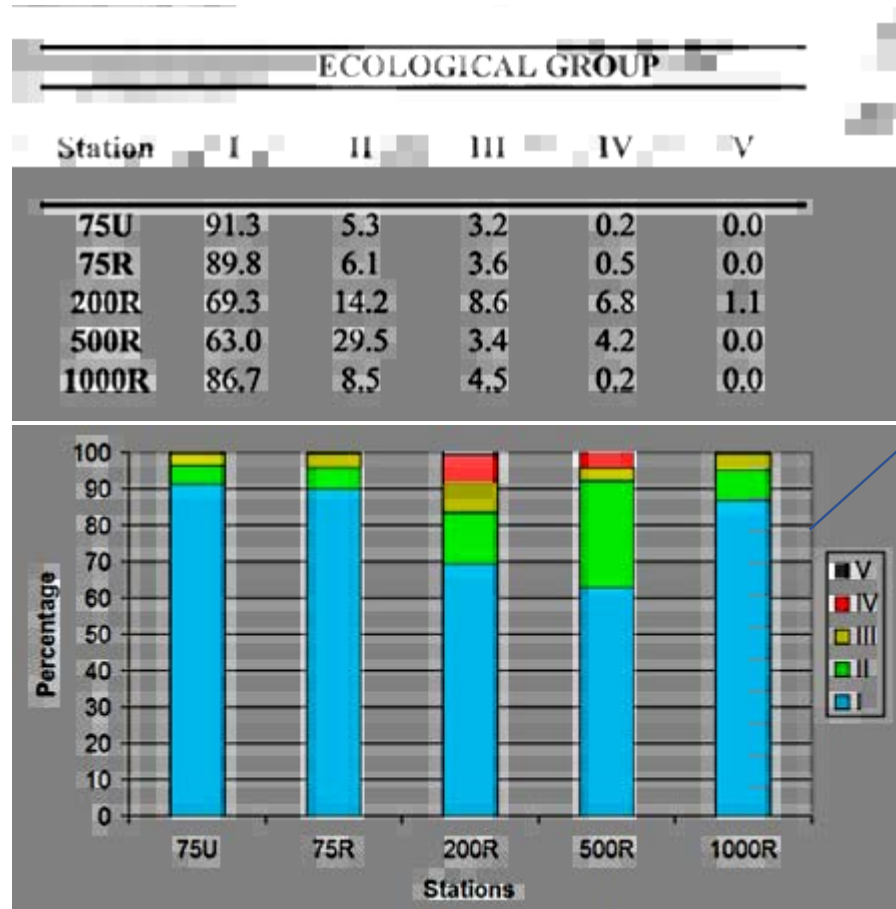 ECOLOGICAL GROUP
Station I II III IV V
75U 91.3 5.3 3.2 0.2 0.0
75R 89.8 6.1 3.6 0.5 0.0
200R 69.3 14.2 8.6 6.8 1.1
500R 63.0 29.5 3.4 4.2 0.0
1000R 86.7 8.5 4.5 0.2 0.0
100
90
80
70
60
50
40
30
20
10
0
Percentage
75U 75R 200R 500R 1000R
Stations
V
IV
III
II
I